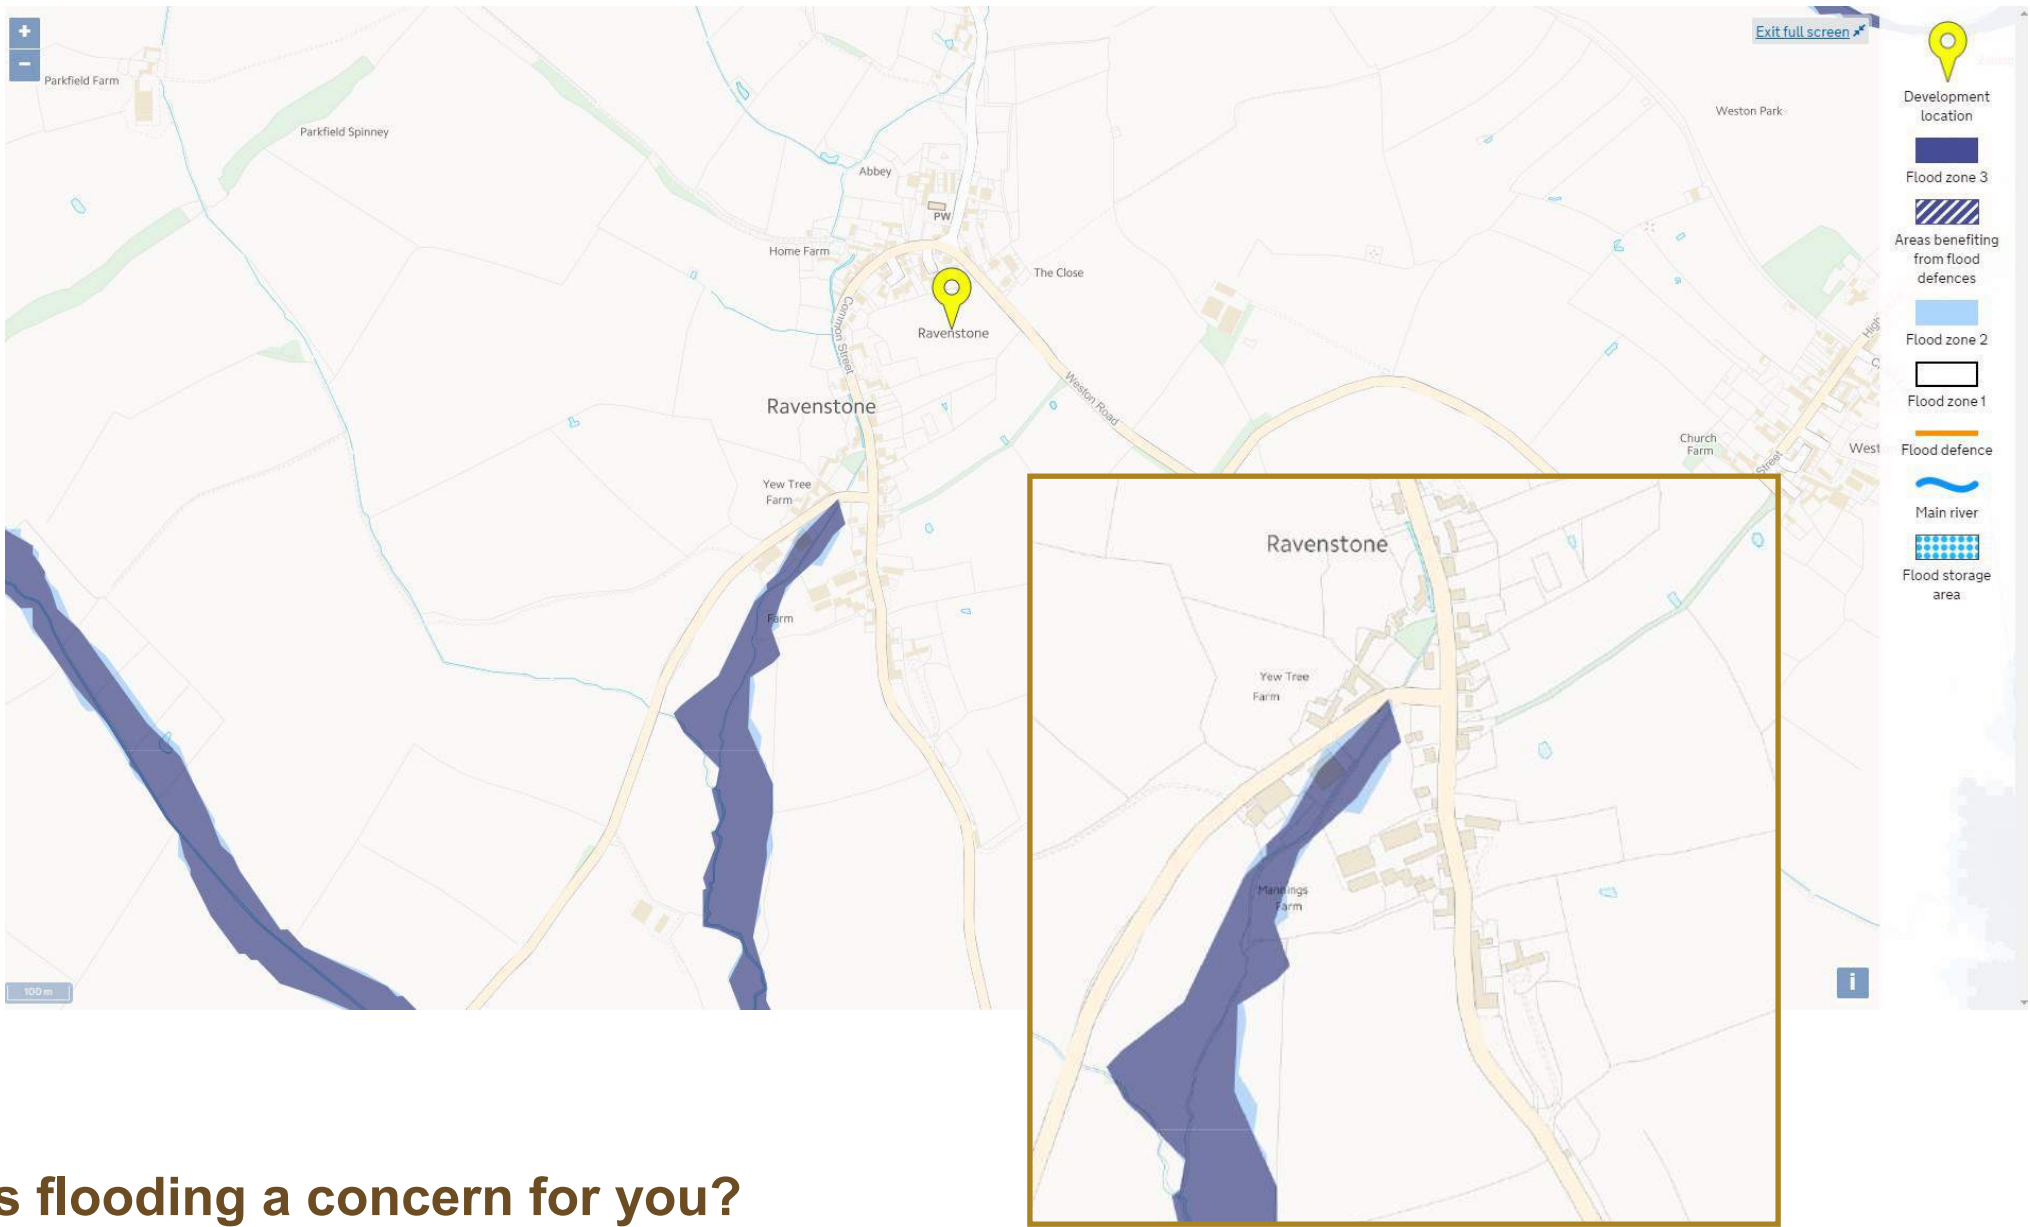 +
−
Exit full screen
Parkfield Farm
Parkfield Spinney
Weston Park
Abbey
PW
Home Farm
The Close
Common Street
Ravenstone
Weston Road
Ravenstone
Church
Farm
Street
West
Yew Tree
Farm
Farm
100 m
Ravenstone
Yew Tree
Farm
Mannings
Farm
i
Development
location
Flood zone 3
Areas benefiting
from flood
defences
Flood zone 2
Flood zone 1
Flood defence
Main river
Flood storage
area
s flooding a concern for you?